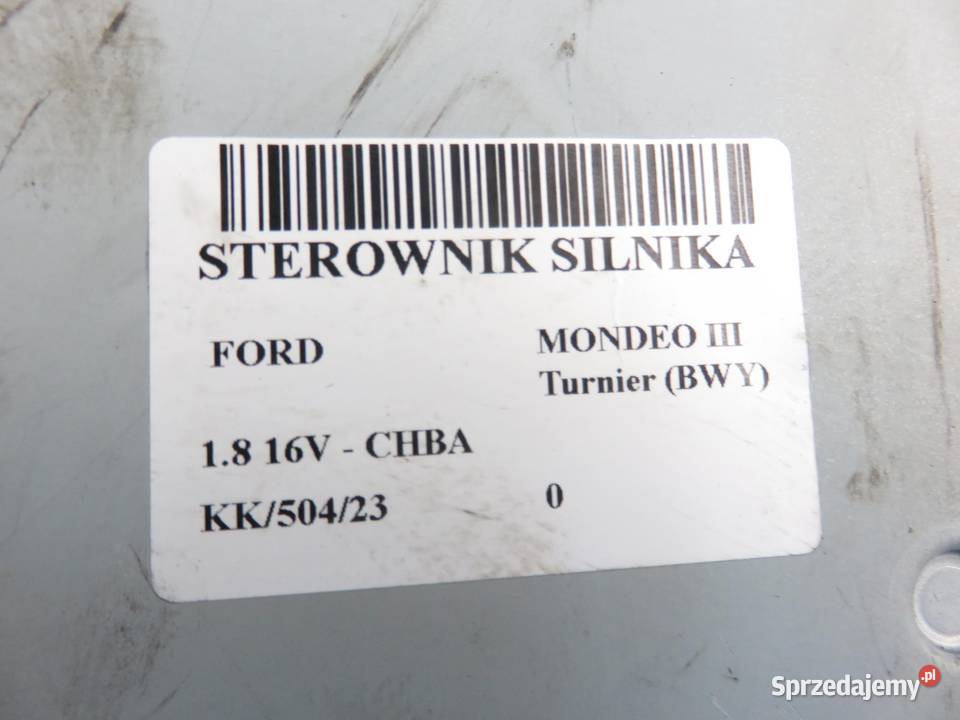 STEROWNIK SILNIKA
FORD
MONDEO III
Turnier (BWY)
1.8 16V - CHBA
KK/504/23
0
Sprzedajemy.pl